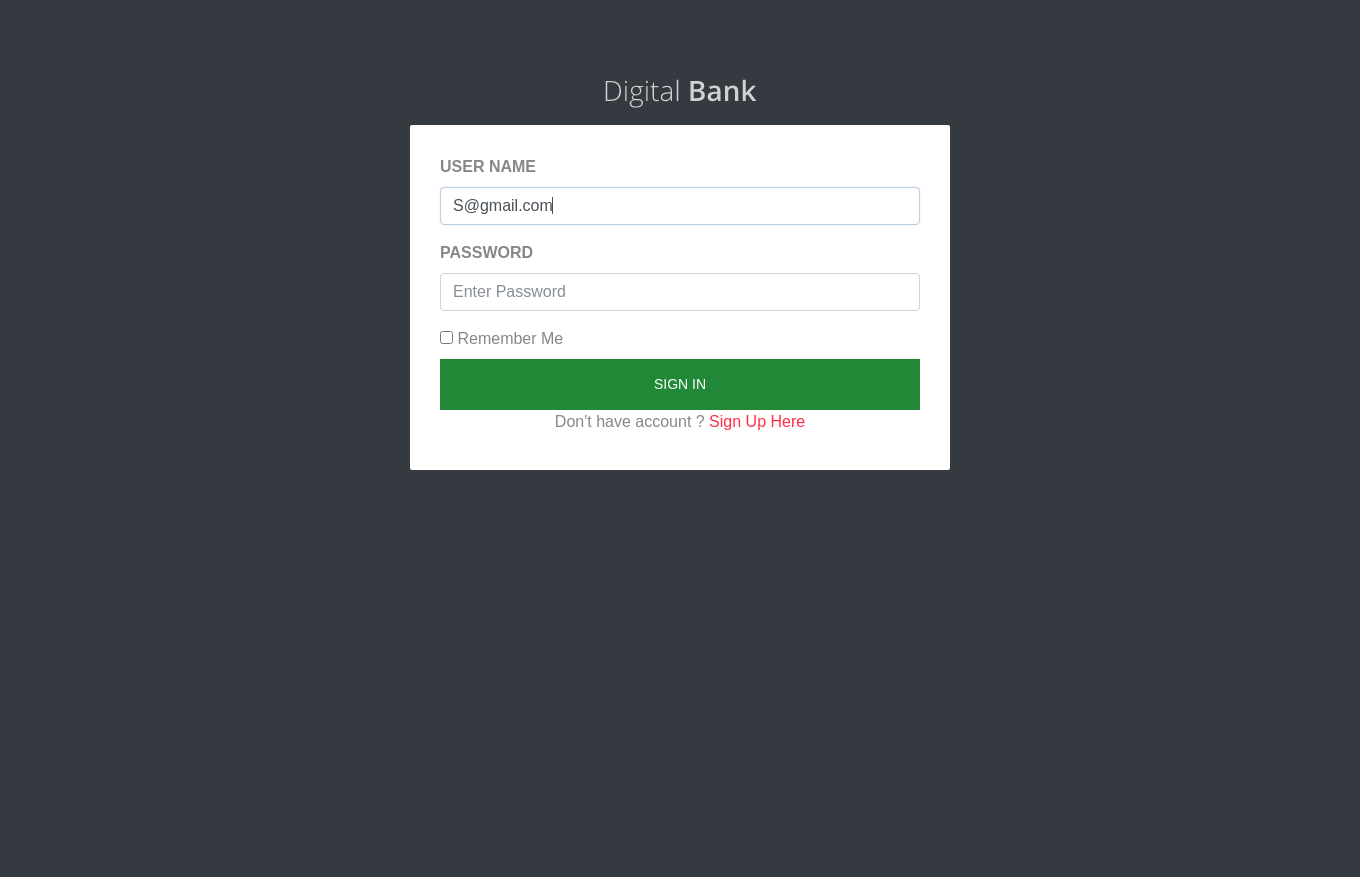 Digital Bank
USER NAME
S@gmail.com
PASSWORD
Enter Password
Remember Me
SIGN IN
Don't have account ? Sign Up Here